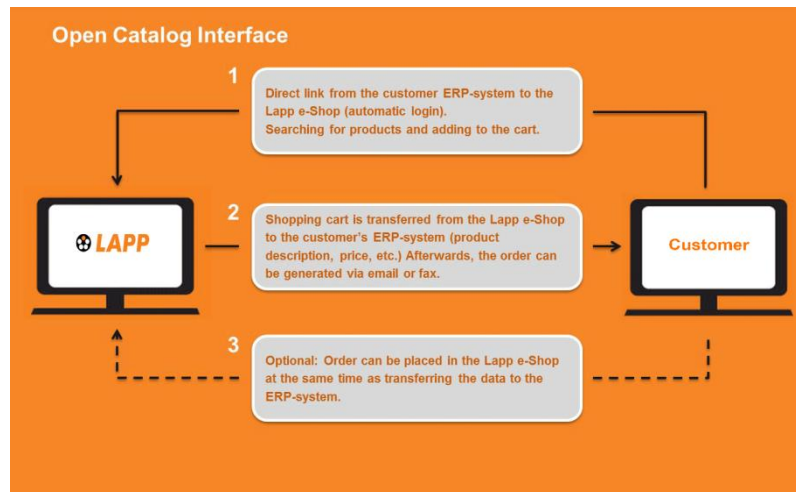 Open Catalog Interface
1
Direct link from the customer ERP-system to the
Lapp e-Shop (automatic login).
Searching for products and adding to the cart.
LAPP
2
Shopping cart is transferred from the Lapp e-Shop
to the customer's ERP-system (product
description, price, etc.) Afterwards, the order can
be generated via email or fax.
Customer
3
Optional: Order can be placed in the Lapp e-Shop
at the same time as transferring the data to the
ERP-system.